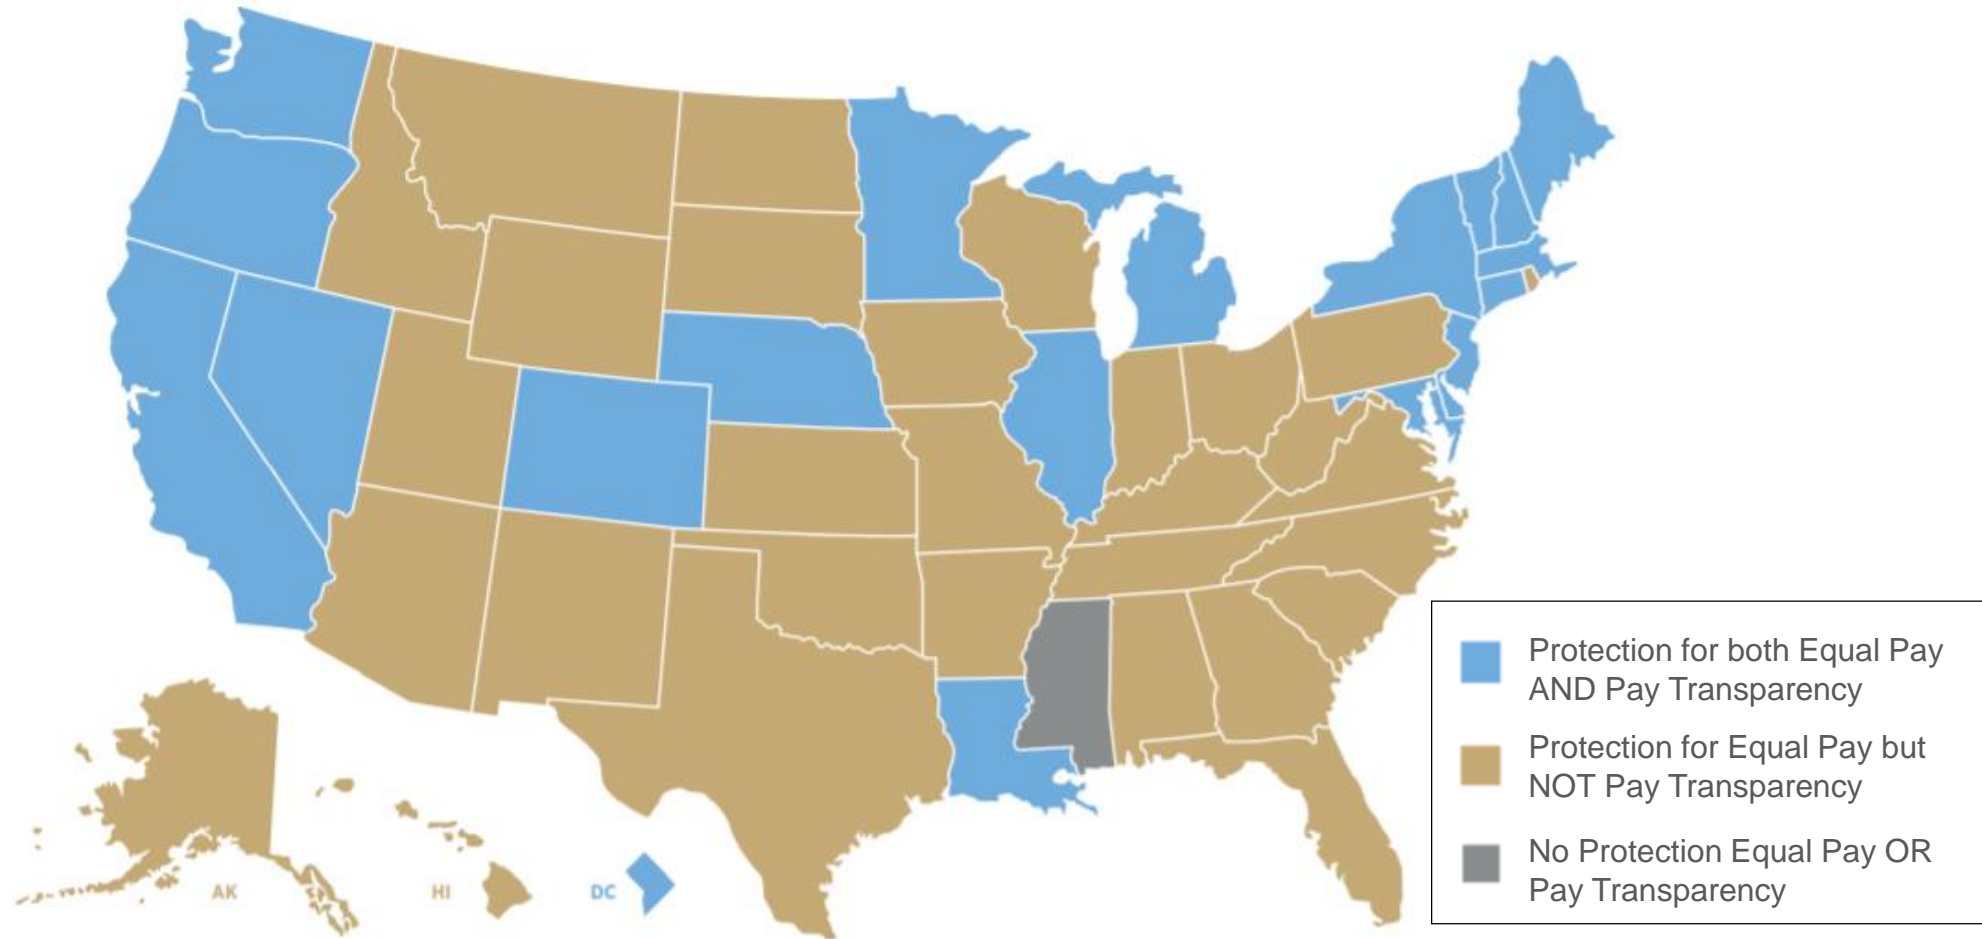 Protection for both Equal Pay
AND Pay Transparency
Protection for Equal Pay but
NOT Pay Transparency
No Protection Equal Pay OR
Pay Transparency
AK
HI
DC